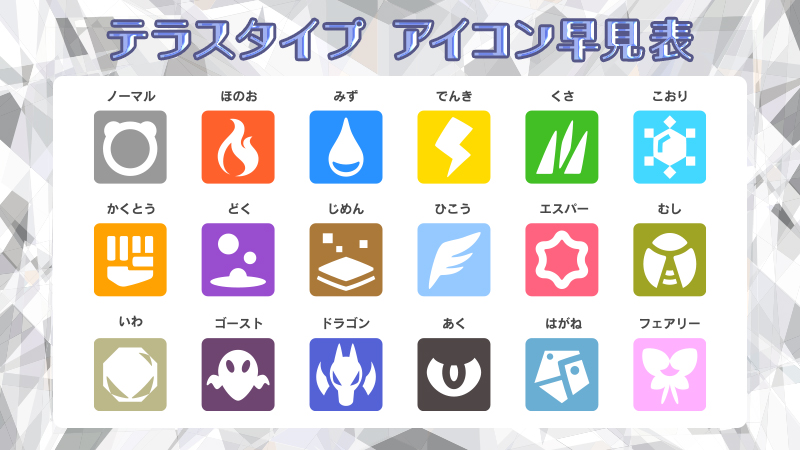 テラスタイプ アイコン早見表
ノーマル ほのお みず でんき くさ こおり
かくとう どく じめん ひこう エスパー むし
いわ ゴースト ドラゴン あく はがね フェアリー